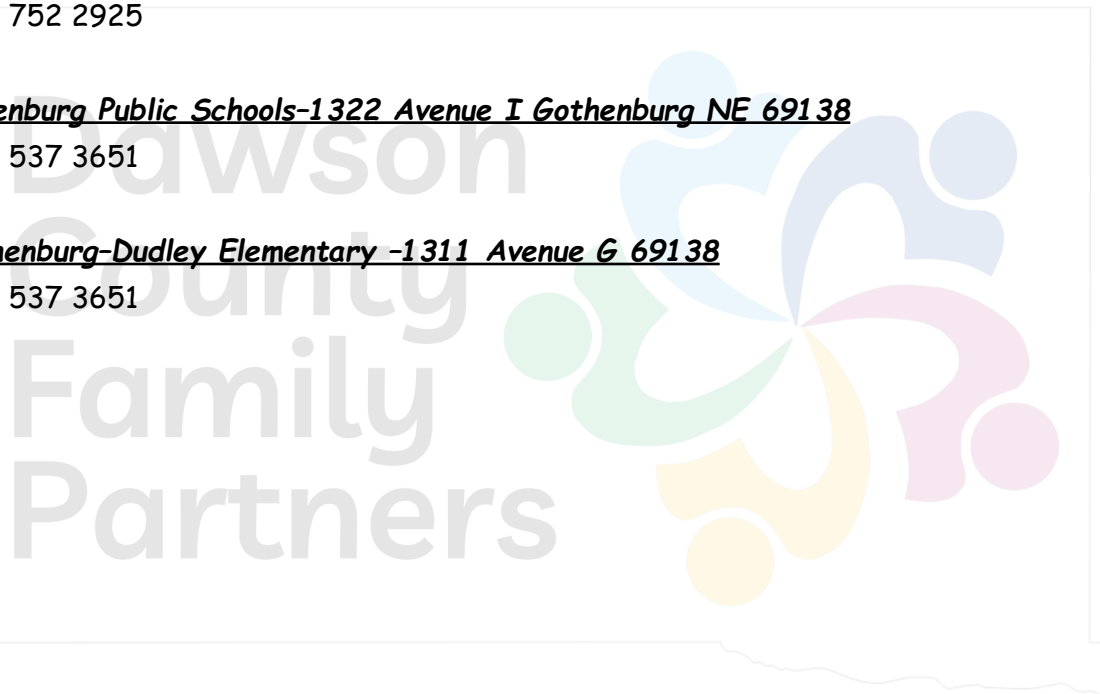 752 2925
enburg Public Schools–1322 Avenue I Gothenburg NE 69138
537 3651
henburg–Dudley Elementary –1311 Avenue G 69138
537 3651
Dawson
County
Family
Partners